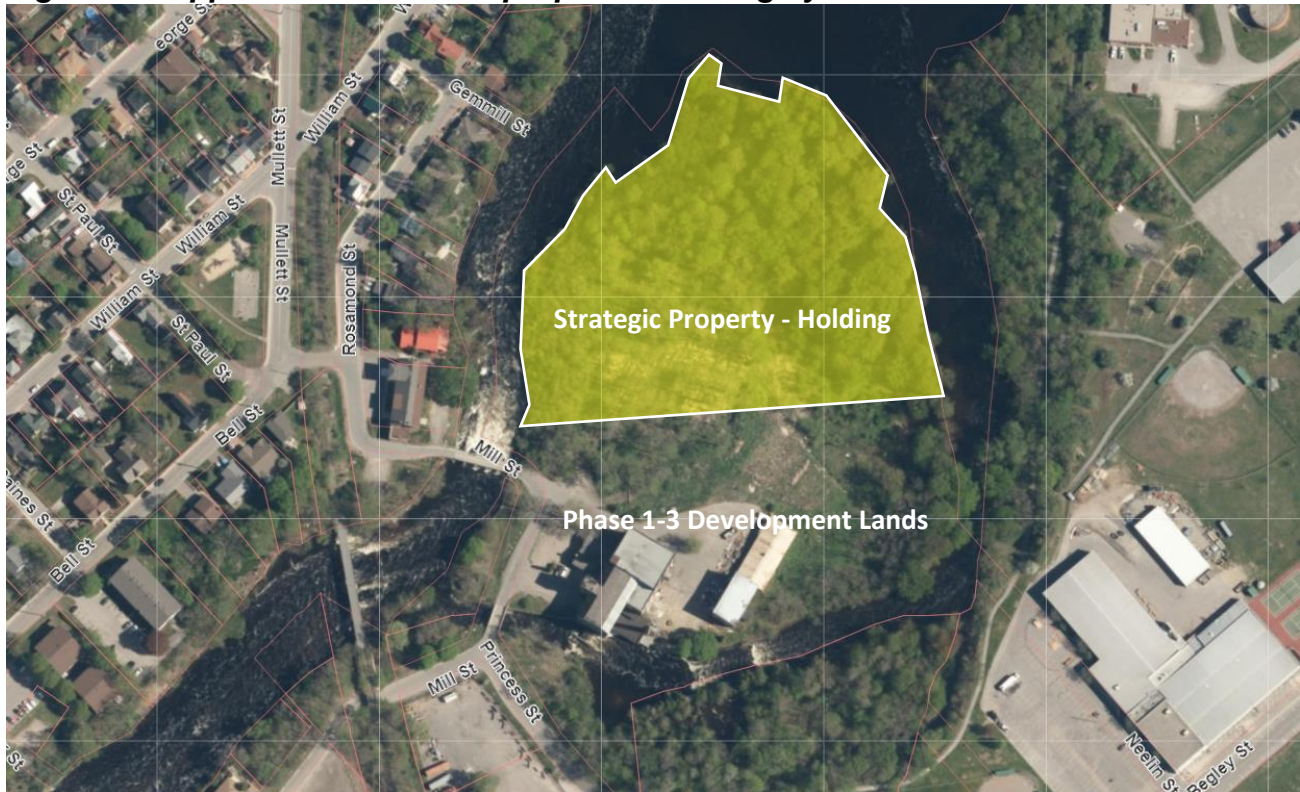 William St
Gemmill St
Mullett St
St Paul St
William St
Mullett St
Rosamond St
William St
St Paul St
Strategic Property - Holding
Bell St
Mill St
Phase 1-3 Development Lands
Bell St
Mill St
Princess St
Neelin St
Begley St